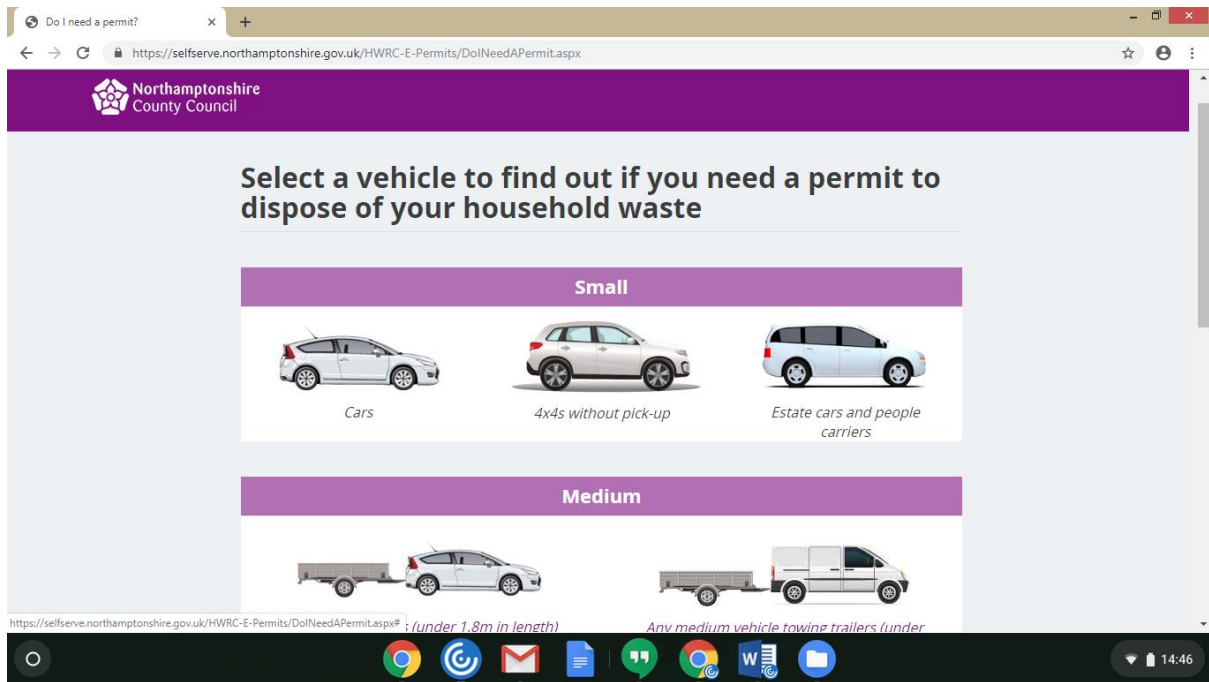 Do I need a permit?
https://selfserve.northamptonshire.gov.uk/HWRC-E-Permits/DoINeedAPermit.aspx
Northamptonshire
County Council
Select a vehicle to find out if you need a permit to
dispose of your household waste
Small
Cars
4x4s without pick-up
Estate cars and people
carriers
Medium
(under 1.8m in length)
Any medium vehicle towing trailers (under
https://selfserve.northamptonshire.gov.uk/HWRC-E-Permits/DoINeedAPermit.aspx#
W
14:46